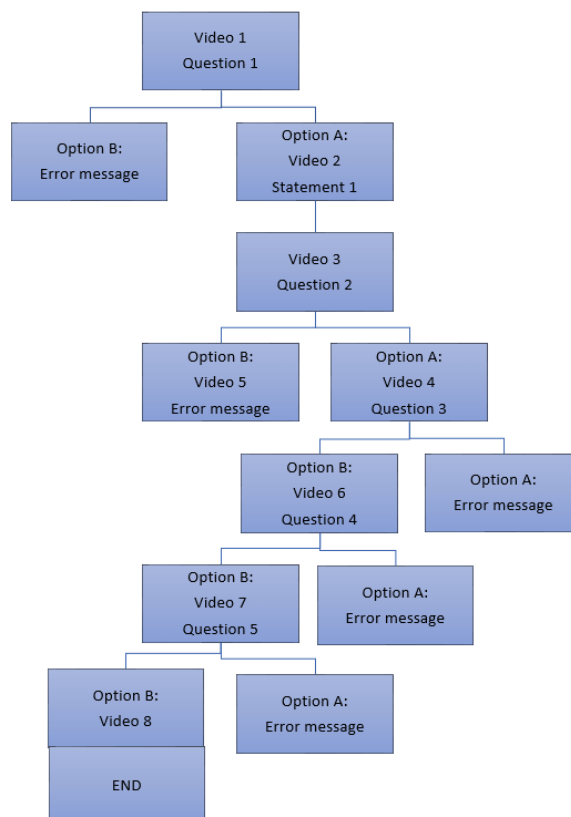 Video 1
Question 1
Option B:
Error message
Option A:
Video 2
Statement 1
Video 3
Question 2
Option B:
Video 5
Error message
Option A:
Video 4
Question 3
Option B:
Video 6
Question 4
Option A:
Error message
Option B:
Video 7
Question 5
Option A:
Error message
Option B:
Video 8
Option A:
Error message
END